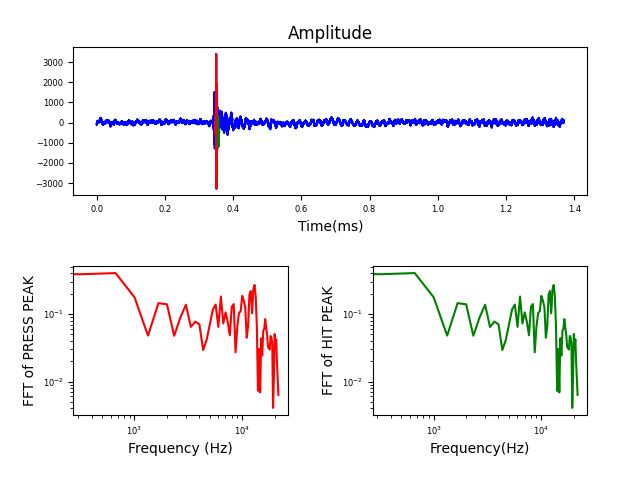 Amplitude
3000
2000
1000
0
−1000
−2000
−3000
0.0 0.2 0.4 0.6 0.8 1.0 1.2 1.4
Time(ms)
FFT of PRESS PEAK
10⁻¹
10⁻²
10³ 10⁴
Frequency (Hz)
FFT of HIT PEAK
10⁻¹
10⁻²
10³ 10⁴
Frequency(Hz)